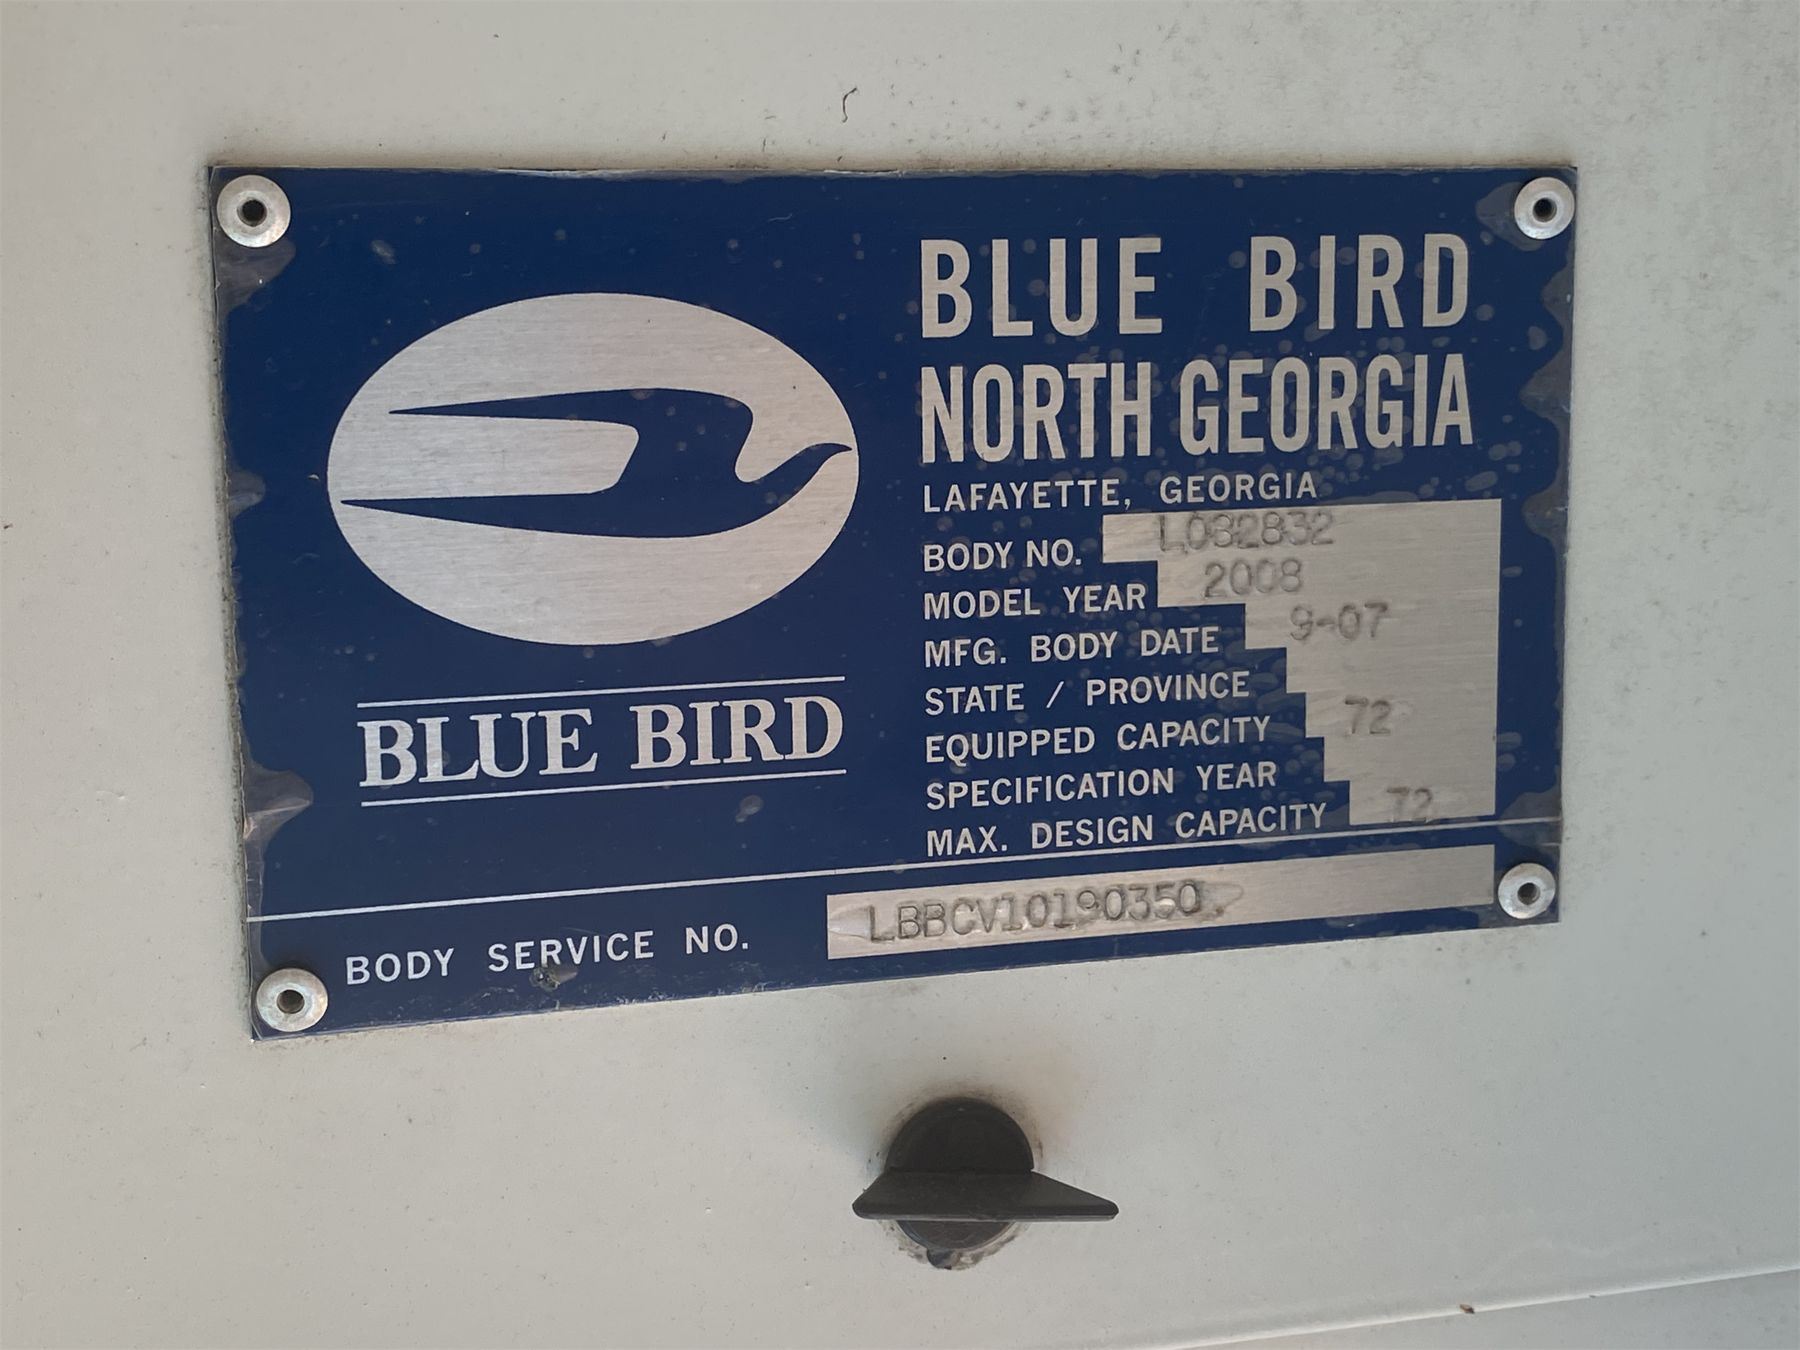 BLUE BIRD
NORTH GEORGIA
LAFAYETTE, GEORGIA
BODY NO. L082832
MODEL YEAR 2008
MFG. BODY DATE 9-07
STATE / PROVINCE
EQUIPPED CAPACITY 72
SPECIFICATION YEAR
MAX. DESIGN CAPACITY 72
BLUE BIRD
BODY SERVICE NO. LBBCV10190350